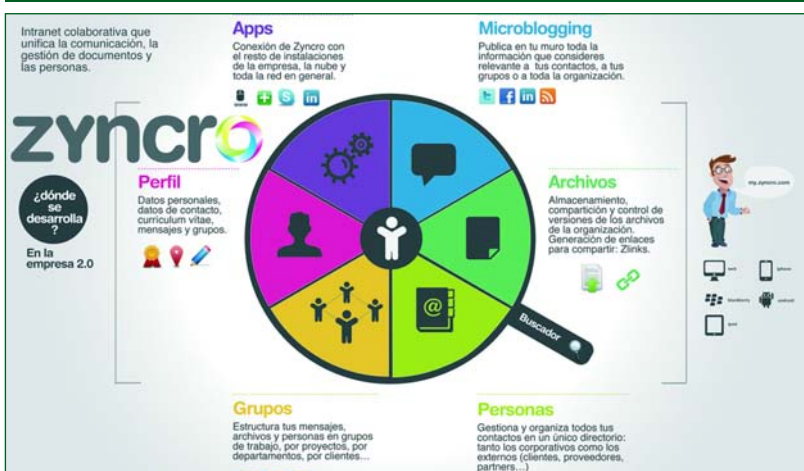 Intranet colaborativa que
unifica la comunicación, la
gestión de documentos y
las personas.
Apps
Conexión de Zyncro con
el resto de instalaciones
de la empresa, la nube y
toda la red en general.
Microblogging
Publica en tu muro toda la
información que consideres
relevante a tus contactos, a tus
grupos o a toda la organización.
zyncro
¿dónde
se
desarrolla
?
En la
empresa 2.0
Perfil
Datos personales,
datos de contacto,
curriculum vitae,
mensajes y grupos.
Archivos
Almacenamiento,
compartición y control de
versiones de los archivos
de la organización.
Generación de enlaces
para compartir: Zlinks.
my.zyncro.com
web
iphone
blackberry
android
ipad
Buscador
Grupos
Estructura tus mensajes,
archivos y personas en grupos
de trabajo, por proyectos, por
departamentos, por clientes...
Personas
Gestiona y organiza todos tus
contactos en un único directorio:
tanto los corporativos como los
externos (clientes, proveedores,
partners...)